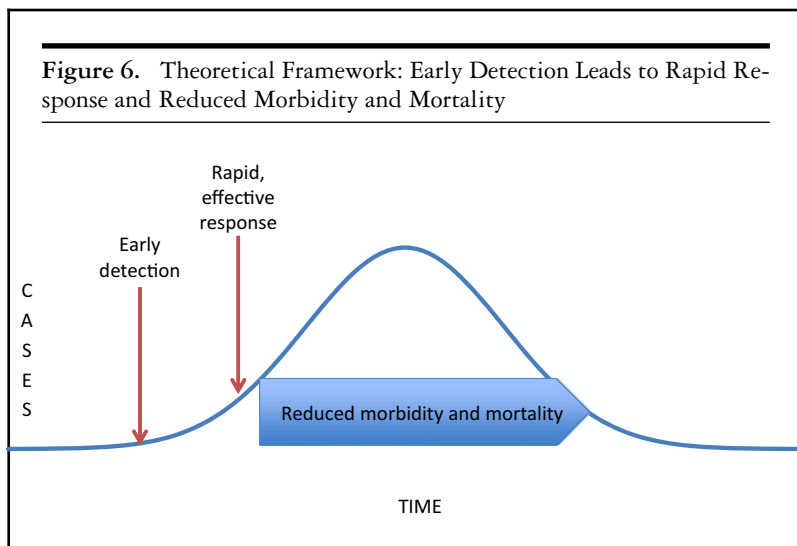 Figure 6. Theoretical Framework: Early Detection Leads to Rapid Re-
sponse and Reduced Morbidity and Mortality
Rapid,
effective
response
Early
detection
C
A
S
E
S
Reduced morbidity and mortality
TIME